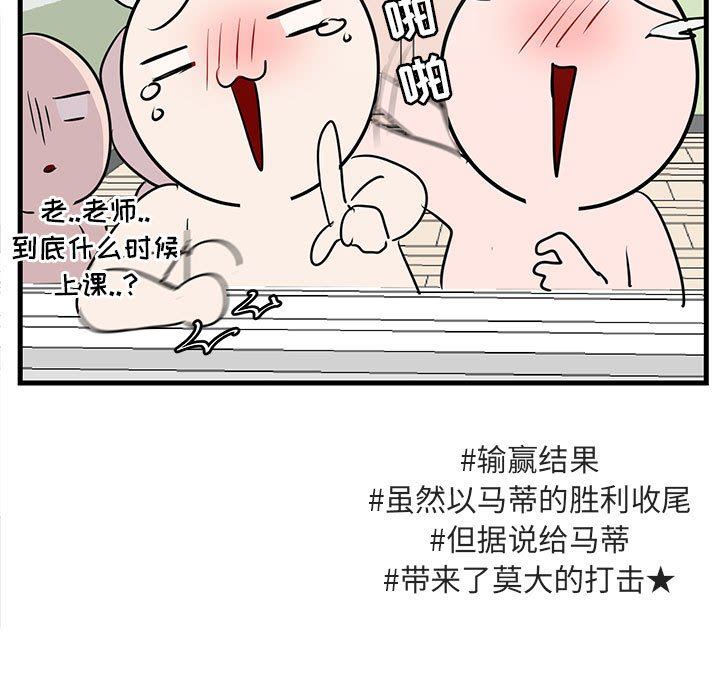 啪
啪
老..老师..
到底什么时候
上课..?
#输赢结果
#虽然以马蒂的胜利收尾
#但据说给马蒂
#带来了莫大的打击★